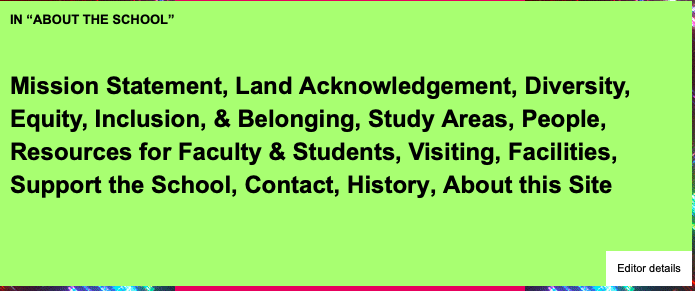 IN “ABOUT THE SCHOOL”
Mission Statement, Land Acknowledgement, Diversity,
Equity, Inclusion, & Belonging, Study Areas, People,
Resources for Faculty & Students, Visiting, Facilities,
Support the School, Contact, History, About this Site
Editor details